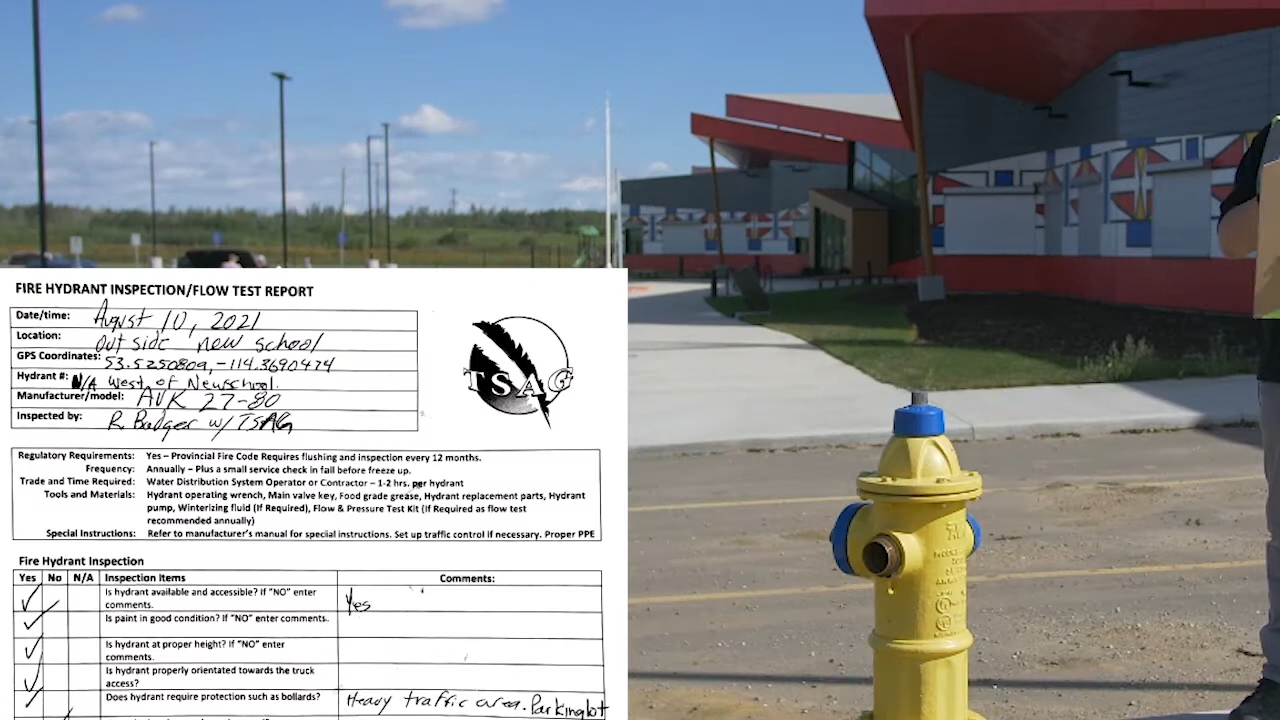 FIRE HYDRANT INSPECTION/FLOW TEST REPORT
Date/time: August 10, 2021
Location: Outside new school
GPS Coordinates: 53.5250809, -114.3690474
Hydrant #: N/A West of New school.
Manufacturer/model: AVK 27-80
Inspected by: R. Badger w/ TSAG
TSAG
Regulatory Requirements: Yes – Provincial Fire Code Requires flushing and inspection every 12 months.
Frequency: Annually – Plus a small service check in fall before freeze up.
Trade and Time Required: Water Distribution System Operator or Contractor – 1-2 hrs. per hydrant
Tools and Materials: Hydrant operating wrench, Main valve key, Food grade grease, Hydrant replacement parts, Hydrant
pump, Winterizing fluid (If Required), Flow & Pressure Test Kit (If Required as flow test
recommended annually)
Special Instructions: Refer to manufacturer's manual for special instructions. Set up traffic control if necessary. Proper PPE
Fire Hydrant Inspection
Yes No N/A Inspection Items Comments:
Is hydrant available and accessible? If "NO" enter
comments. Yes
Is paint in good condition? If "NO" enter comments.
Is hydrant at proper height? If "NO" enter
comments.
Is hydrant properly orientated towards the truck
access?
Does hydrant require protection such as bollards? Heavy traffic area. Parking lot